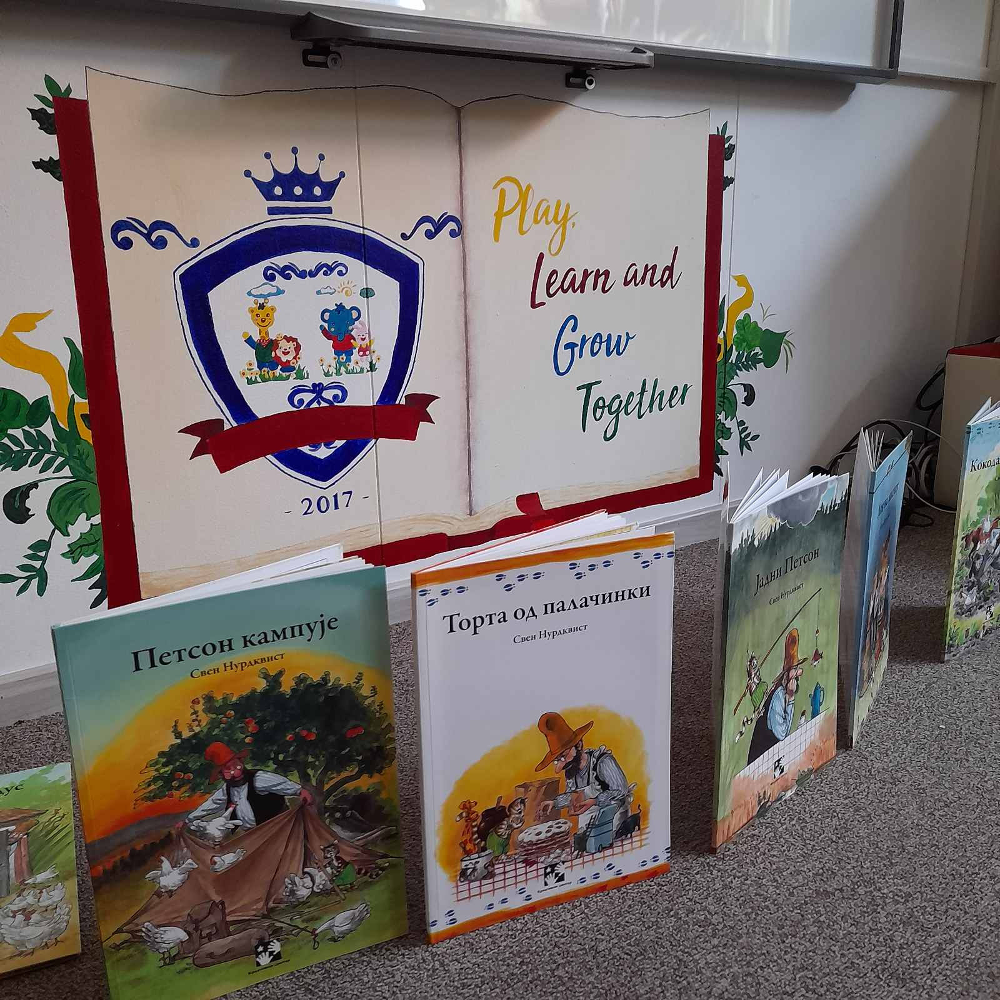 Play,
Learn and
Grow
Together
- 2017 -
Петсон кампује
Свен Нурдквист
Торта од палачинки
Свен Нурдквист
Јадни Петсон
Свен Нурдквист